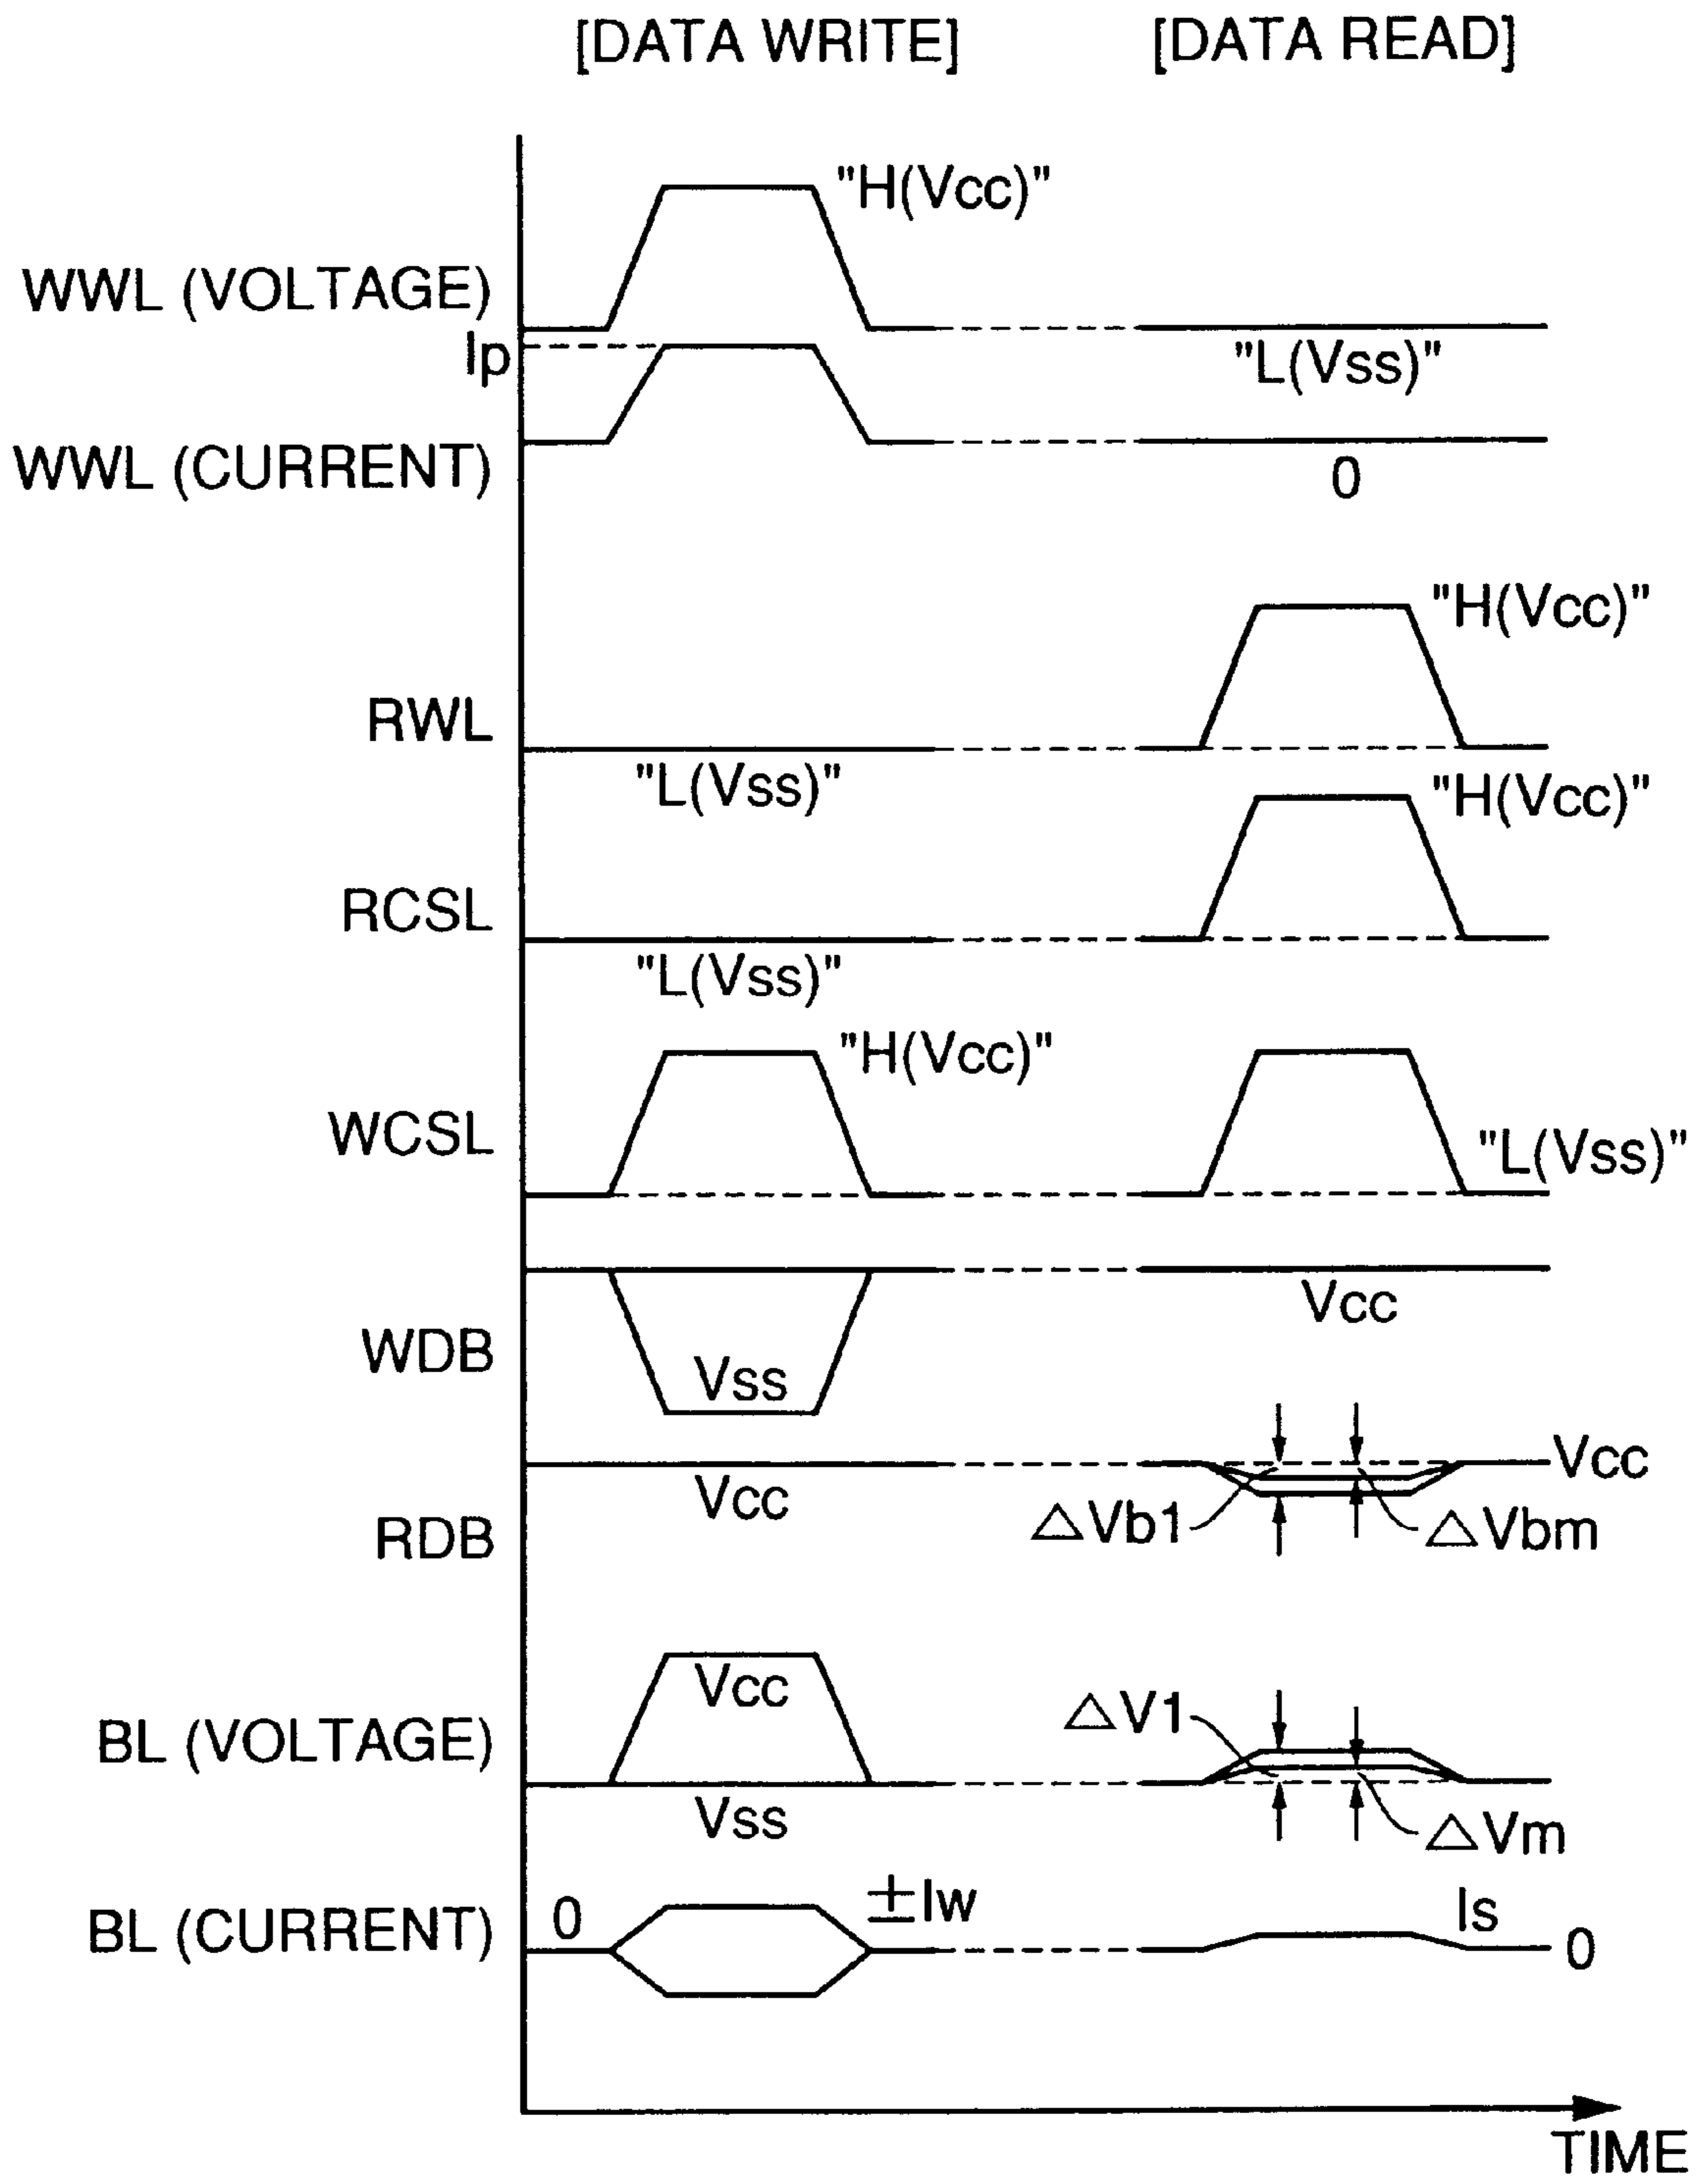 [DATA WRITE] [DATA READ]
"H(Vcc)"
WWL (VOLTAGE)
Ip
"L(Vss)"
WWL (CURRENT)
0
"H(Vcc)"
RWL
"L(Vss)"
"H(Vcc)"
RCSL
"L(Vss)"
"H(Vcc)"
WCSL
"L(Vss)"
Vcc
WDB
Vss
Vcc
Vcc
△Vb1
△Vbm
RDB
Vcc
△V1
BL (VOLTAGE)
Vss
△Vm
±Iw
Is
0
BL (CURRENT)
0
TIME